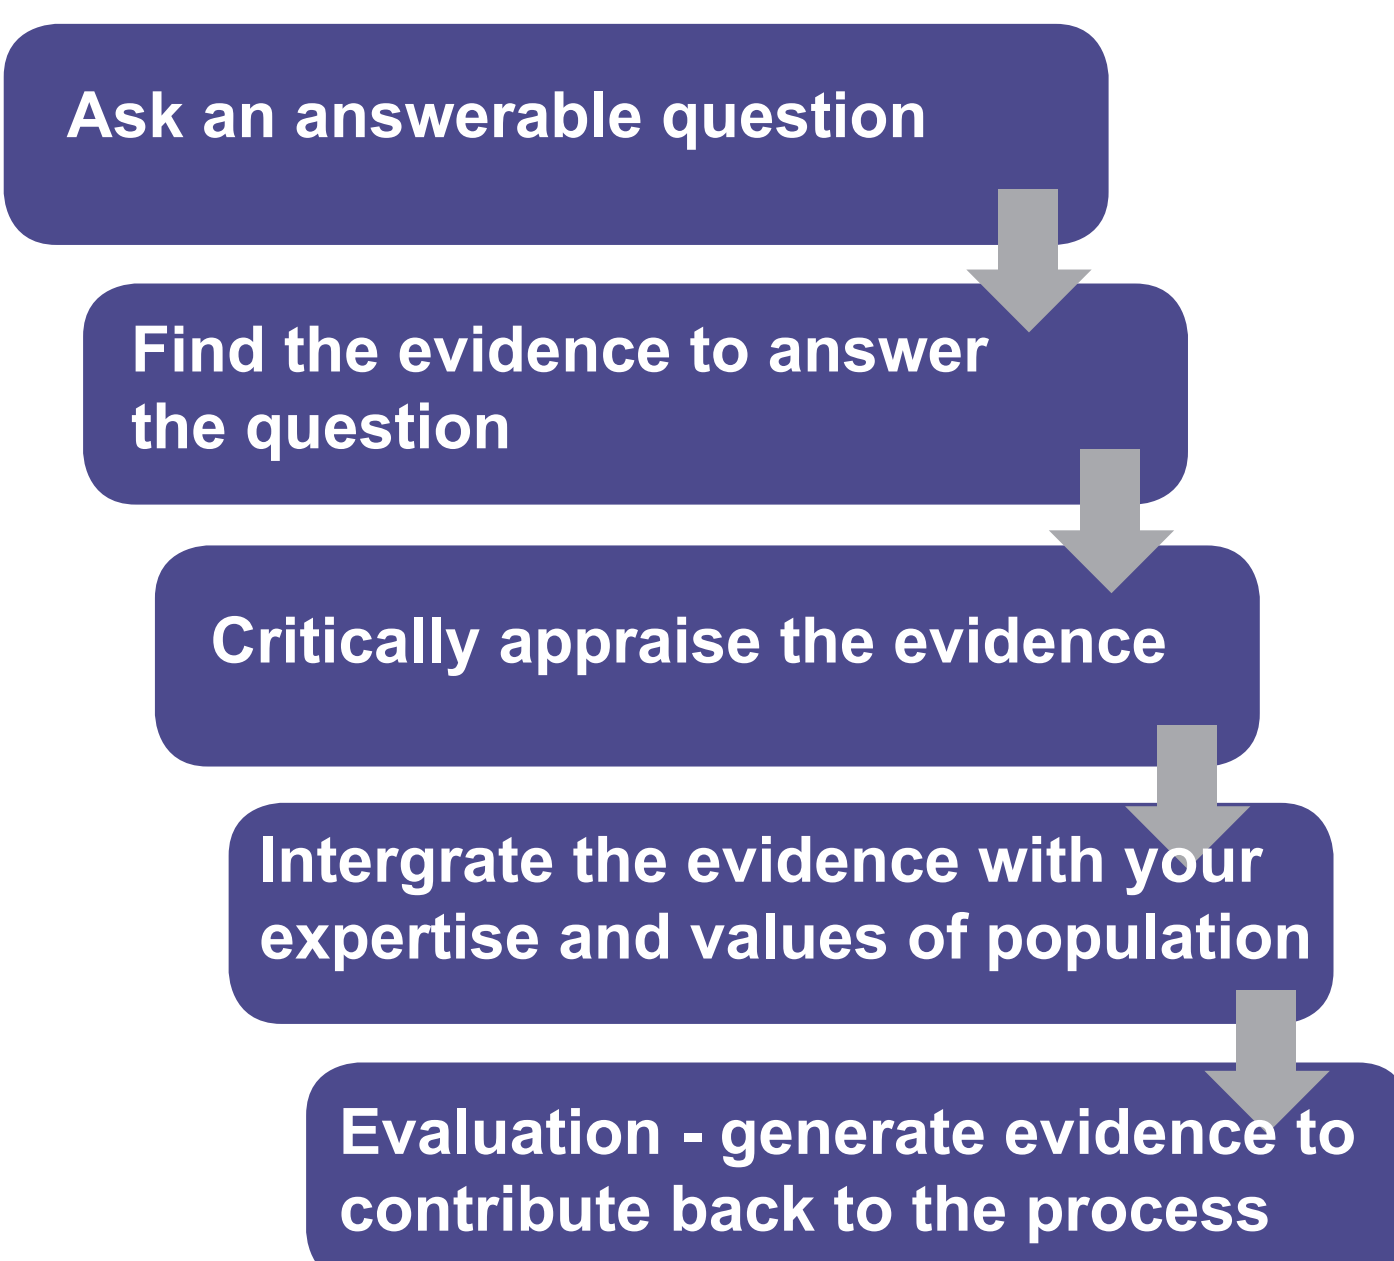 Ask an answerable question
Find the evidence to answer
the question
Critically appraise the evidence
Intergrate the evidence with your
expertise and values of population
Evaluation - generate evidence to
contribute back to the process